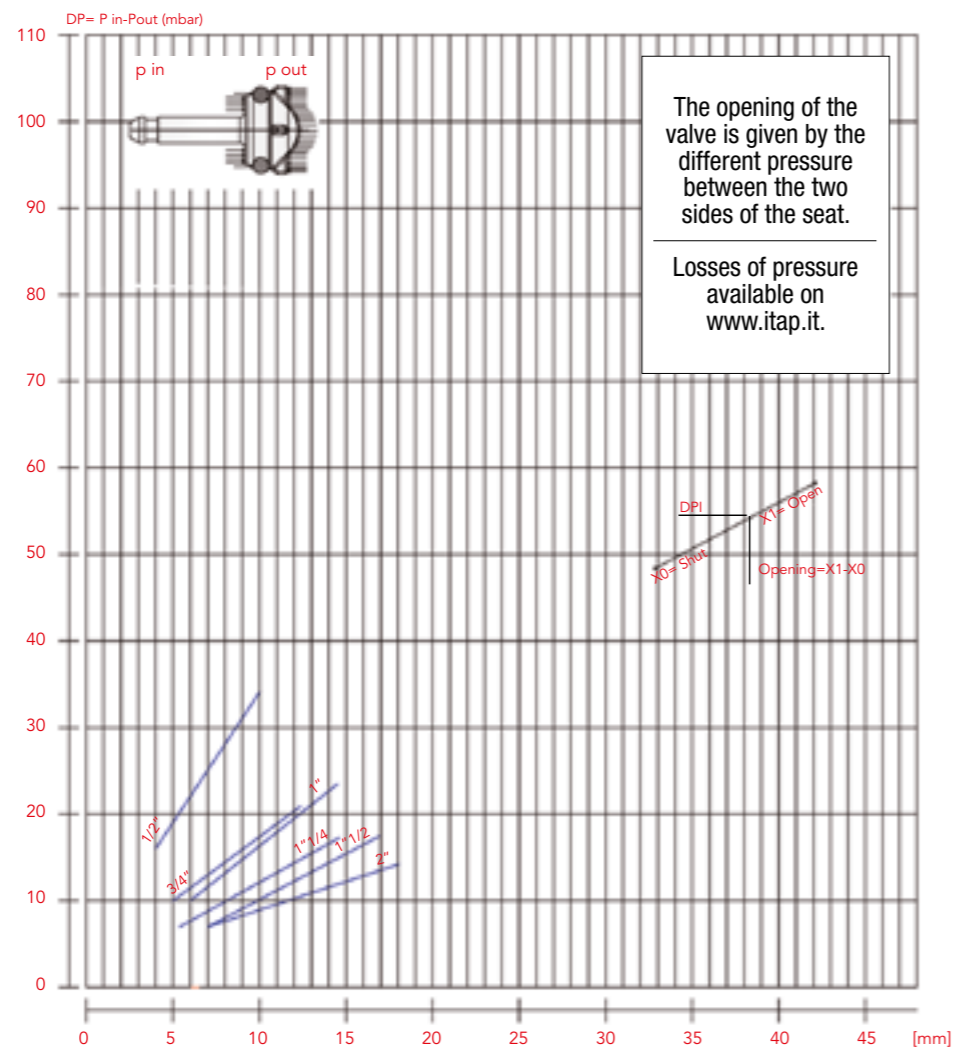 DP= P in-Pout (mbar)
110
p in
p out
The opening of the
valve is given by the
different pressure
between the two
sides of the seat.
Losses of pressure
available on
www.itap.it.
100
90
80
70
60
DPI
X1= Open
50
X0= Shut
Opening=X1-X0
40
30
20
1/2"
1"
3/4"
1"1/4
1"1/2
2"
10
0
0
5
10
15
20
25
30
35
40
45
[mm]